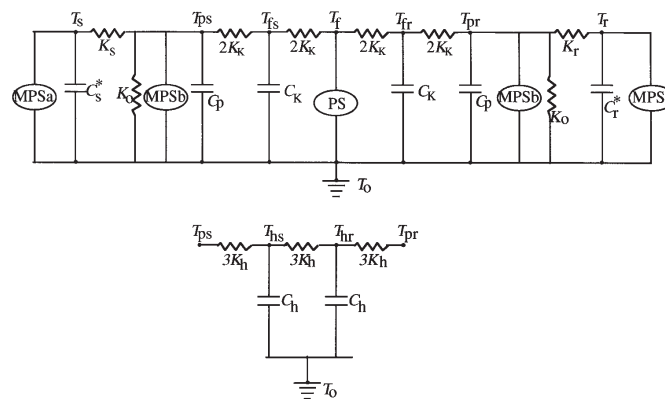 Ts Tps Tfs Tf Tfr Tpr Tr
Ks 2KK 2KK 2KK 2KK Kr
MPSa Cs* Ko MPSb Cp CK PS CK Cp MPSb Ko Cr* MPS
To
Tps Ths Thr Tpr
3Kh 3Kh 3Kh
Ch Ch
To